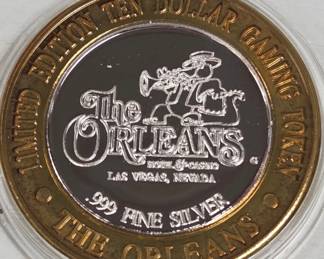 LIMITED EDITION TEN DOLLAR GAMING TOKEN
The
ORLEANS
HOTEL & CASINO
LAS VEGAS, NEVADA
.999 FINE SILVER
• THE ORLEANS •
G